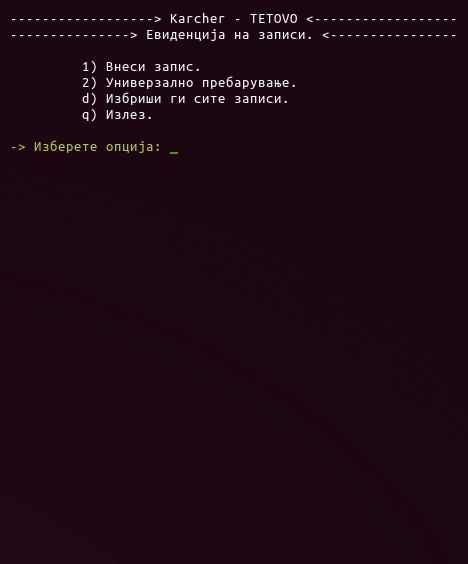 ------------------> Karcher - TETOVO <------------------
---------------> Евиденција на записи. <----------------
1) Внеси запис.
2) Универзално пребарување.
d) Избриши ги сите записи.
q) Излез.
-> Изберете опција: _